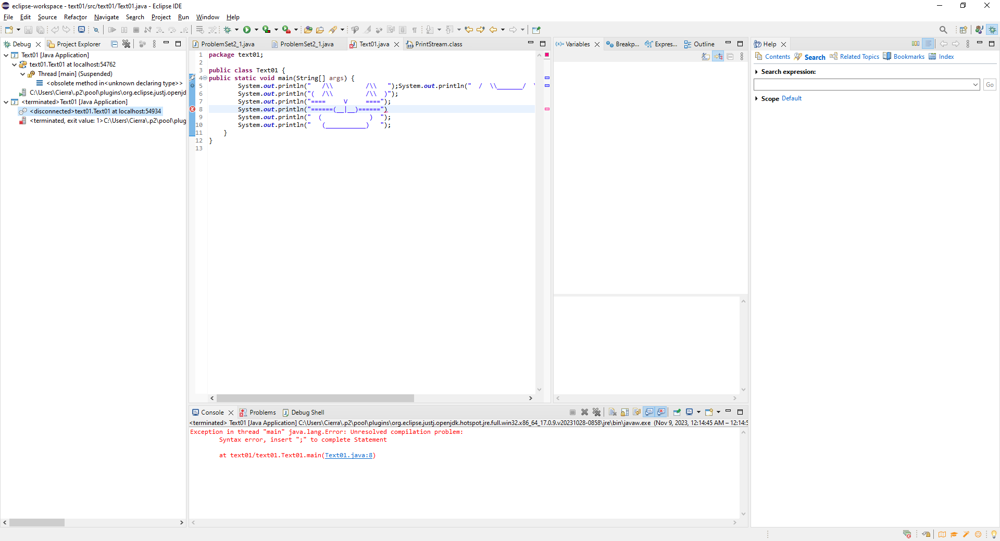 eclipse-workspace - text01/src/text01/Text01.java - Eclipse IDE
File Edit Source Refactor Navigate Search Project Run Window Help
Debug Project Explorer
Text01 [Java Application]
text01.Text01 at localhost:54762
Thread [main] (Suspended)
<obsolete method in<unknown declaring type>>
C:\Users\Cierra\.p2\pool\plugins\org.eclipse.justj.openjd
<terminated>Text01 [Java Application]
<disconnected>text01.Text01 at localhost:54934
<terminated, exit value: 1>C:\Users\Cierra\.p2\pool\plug
ProblemSet2_1.java ProblemSet2_1.java Text01.java PrintStream.class
1 package text01;
2
3 public class Text01 {
4 public static void main(String[] args) {
5         System.out.println("   /\\         /\\   ");System.out.println("  /  \\_______/  \
6         System.out.println("(  /\\         /\\  )");
7         System.out.println("====     V     ====");
8         System.out.println("======(__|__)======")
9         System.out.println("  (             )  ");
10         System.out.println("   (___________)   ");
11     }
12 }
13
(x)= Variables Breakp... Expres... Outline
Help
Contents Search Related Topics Bookmarks Index
Search expression:
Go
Scope Default
Console Problems Debug Shell
<terminated> Text01 [Java Application] C:\Users\Cierra\.p2\pool\plugins\org.eclipse.justj.openjdk.hotspot.jre.full.win32.x86_64_17.0.9.v20231028-0858\jre\bin\javaw.exe (Nov 9, 2023, 12:14:45 AM – 12:14:5
Exception in thread "main" java.lang.Error: Unresolved compilation problem:
        Syntax error, insert ";" to complete Statement
        at text01/text01.Text01.main(Text01.java:8)